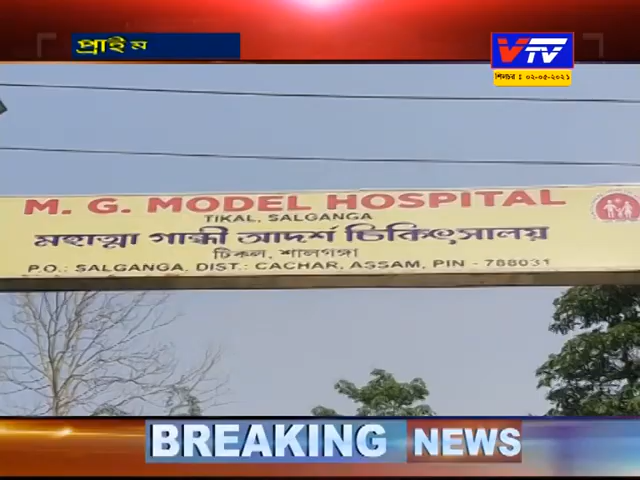 প্রাইম
VTV
শিলচর : ০২-০৫-২০২১
M. G. MODEL HOSPITAL
TIKAL, SALGANGA
মহাত্মা গান্ধী আদর্শ চিকিৎসালয়
চিকল, শালগঙ্গা
P.O.: SALGANGA, DIST.: CACHAR, ASSAM, PIN - 788031
BREAKING NEWS